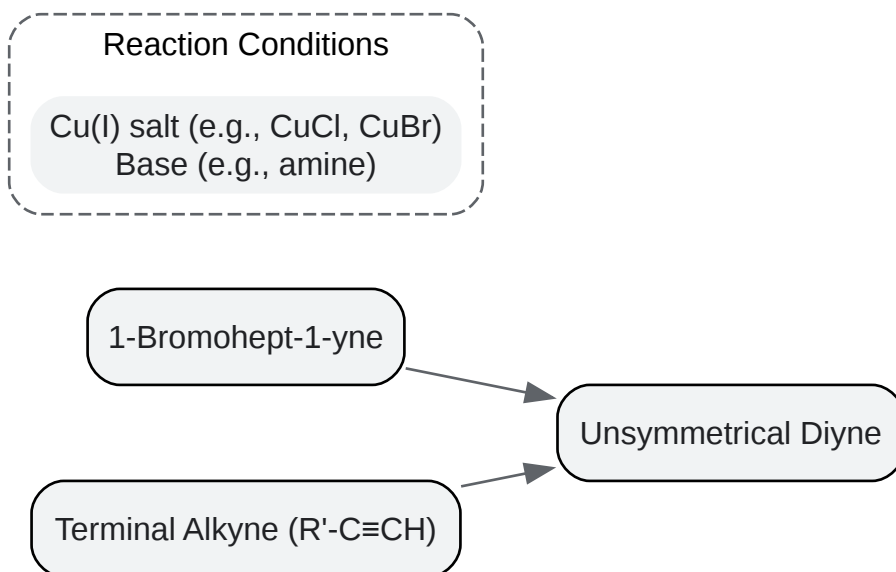 Reaction Conditions
Cu(I) salt (e.g., CuCl, CuBr)
Base (e.g., amine)
1-Bromohept-1-yne
Unsymmetrical Diyne
Terminal Alkyne (R'-C≡CH)